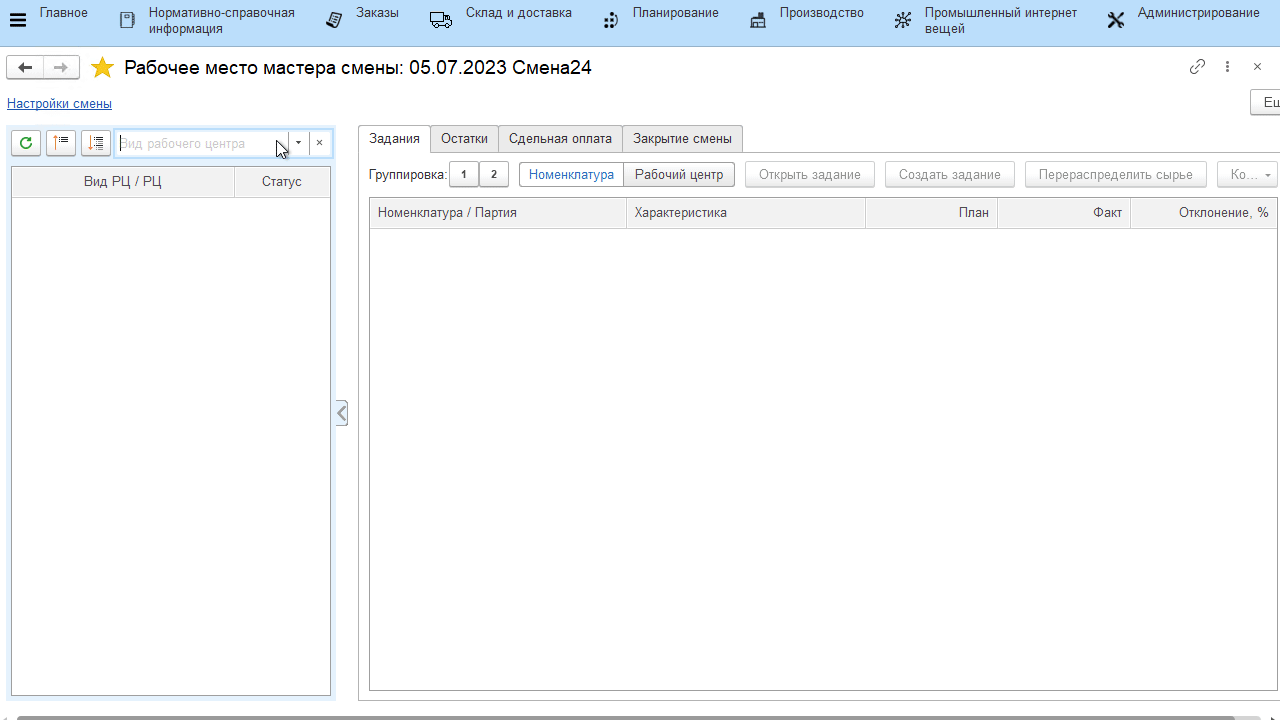 Главное
Нормативно-справочная
информация
Заказы
Склад и доставка
Планирование
Производство
Промышленный интернет
вещей
Администрирование
Рабочее место мастера смены: 05.07.2023 Смена24
Настройки смены
Ещ
Вид рабочего центра
Вид РЦ / РЦ
Статус
Задания
Остатки
Сдельная оплата
Закрытие смены
Группировка:
1
2
Номенклатура
Рабочий центр
Открыть задание
Создать задание
Перераспределить сырье
Ко...
Номенклатура / Партия
Характеристика
План
Факт
Отклонение, %